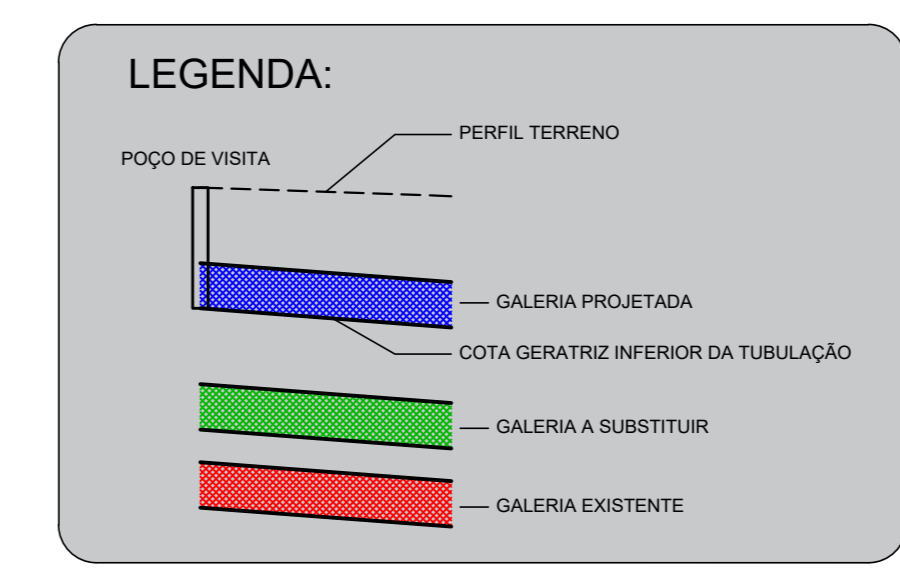 LEGENDA:
PERFIL TERRENO
POÇO DE VISITA
GALERIA PROJETADA
COTA GERATRIZ INFERIOR DA TUBULAÇÃO
GALERIA A SUBSTITUIR
GALERIA EXISTENTE